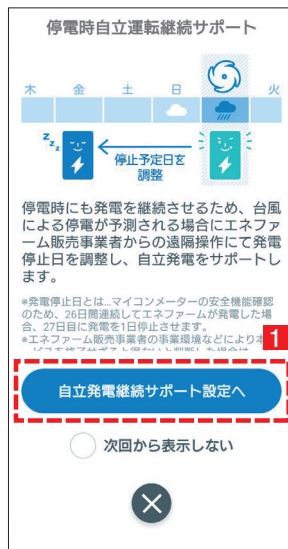 停電時自立運転継続サポート
木 金 土 日 火
zzz
停止予定日を
調整
停電時にも発電を継続させるため、台風
による停電が予測される場合にエネファ
ーム販売事業者からの遠隔操作にて発電
停止日を調整し、自立発電をサポートし
ます。
※発電停止日とは…マイコンメーターの安全機能確認
のため、26日間連続してエネファームが発電した場
合、27日目に発電を1日停止させます。
※エネファーム販売事業者の事業環境などにより本
1
自立発電継続サポート設定へ
次回から表示しない